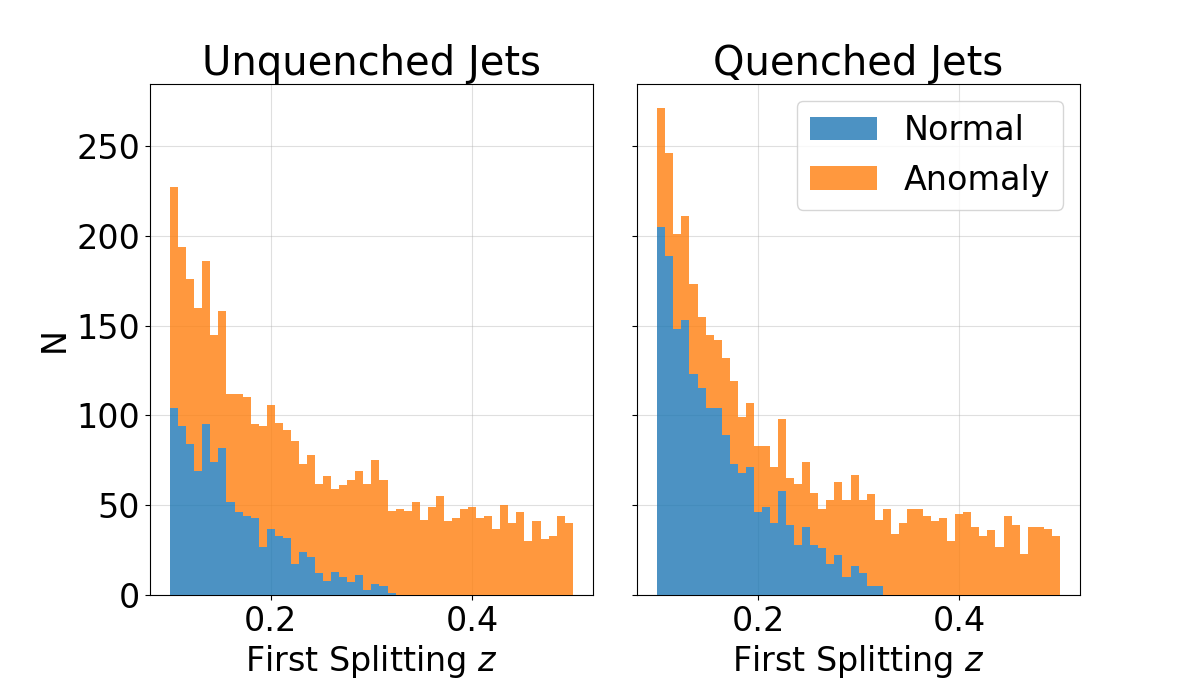 Unquenched Jets
Quenched Jets
Normal
Anomaly
N
250
200
150
100
50
0
0.2
0.4
0.2
0.4
First Splitting z
First Splitting z